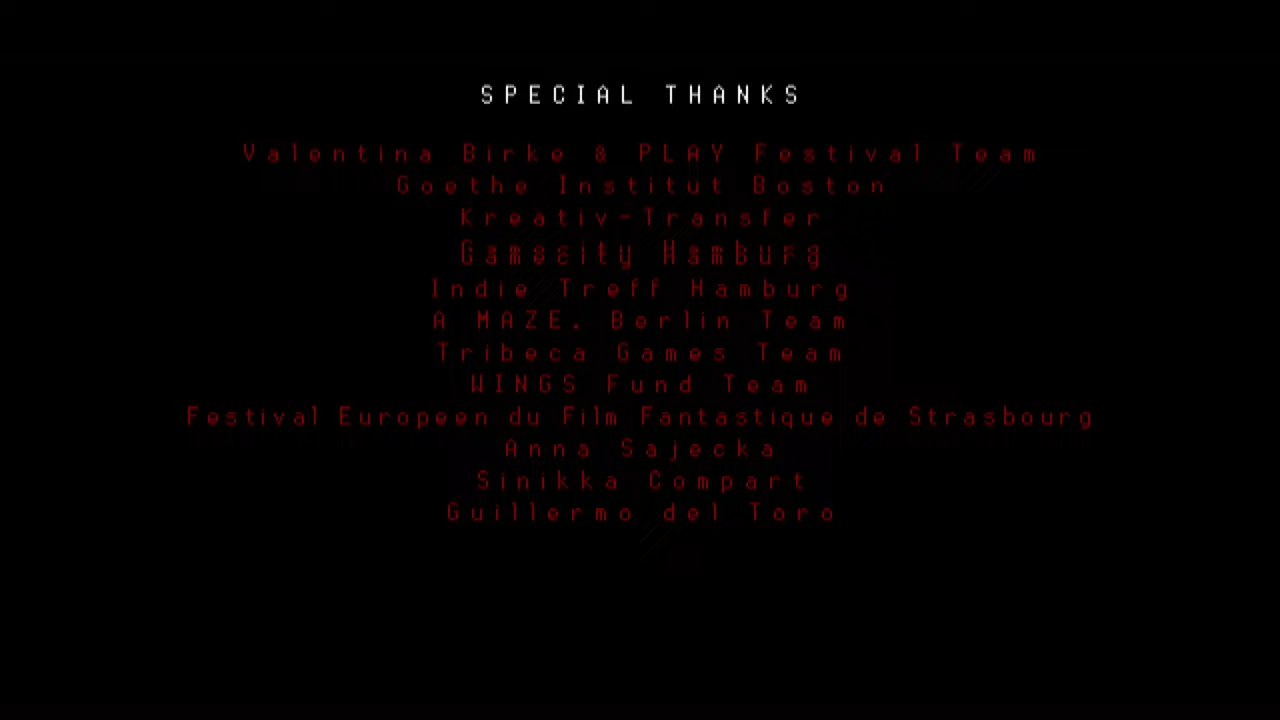 SPECIAL THANKS
Valentina Birke & PLAY Festival Team
Goethe Institut Boston
Kreativ-Transfer
Gamecity Hamburg
Indie Treff Hamburg
A MAZE. Berlin Team
Tribeca Games Team
WINGS Fund Team
Festival Europeen du Film Fantastique de Strasbourg
Anna Sajecka
Sinikka Compart
Guillermo del Toro